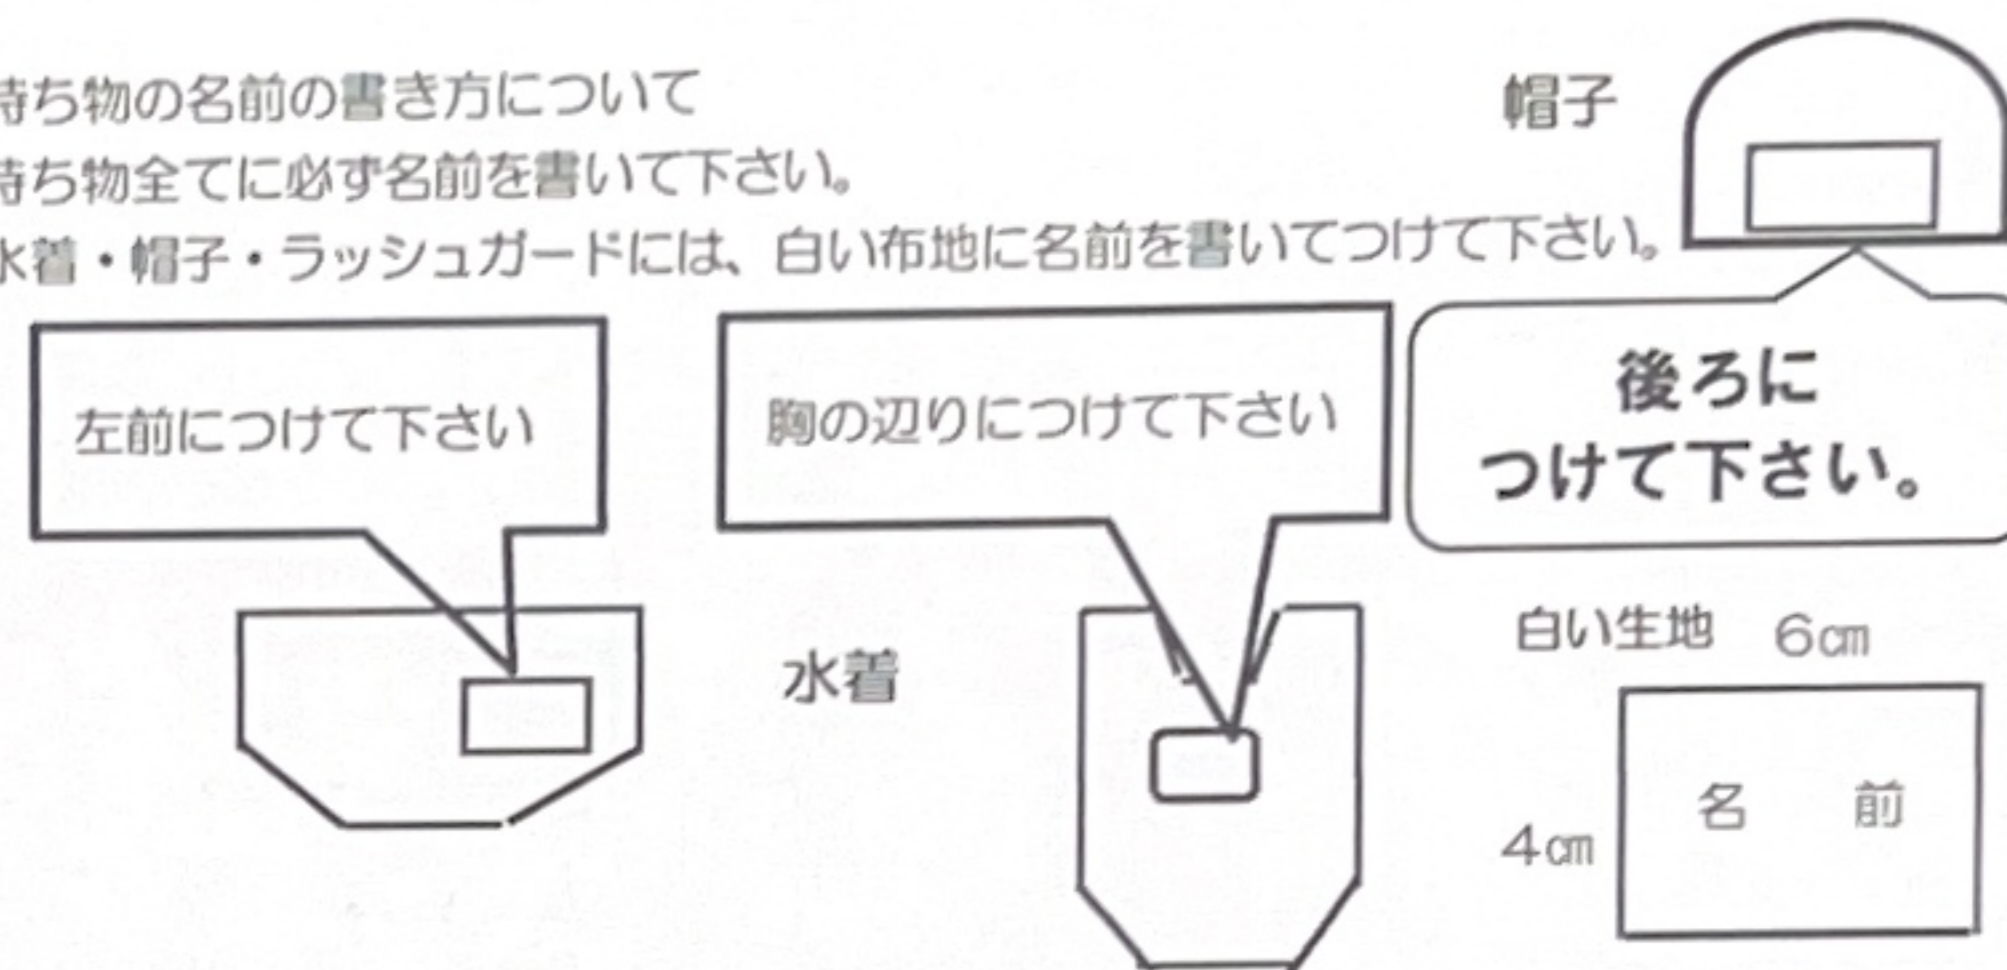 持ち物の名前の書き方について
持ち物全てに必ず名前を書いて下さい。
水着・帽子・ラッシュガードには、白い布地に名前を書いてつけて下さい。
帽子
後ろに
つけて下さい。
左前につけて下さい
胸の辺りにつけて下さい
水着
白い生地 6㎝
4㎝
名 前